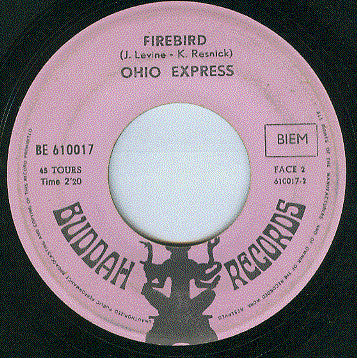 FIREBIRD
(J. Levine - K. Resnick)
OHIO EXPRESS
BE 610017
45 TOURS
Time 2'20
BIEM
FACE 2
610017-2
BUDDAH RECORDS